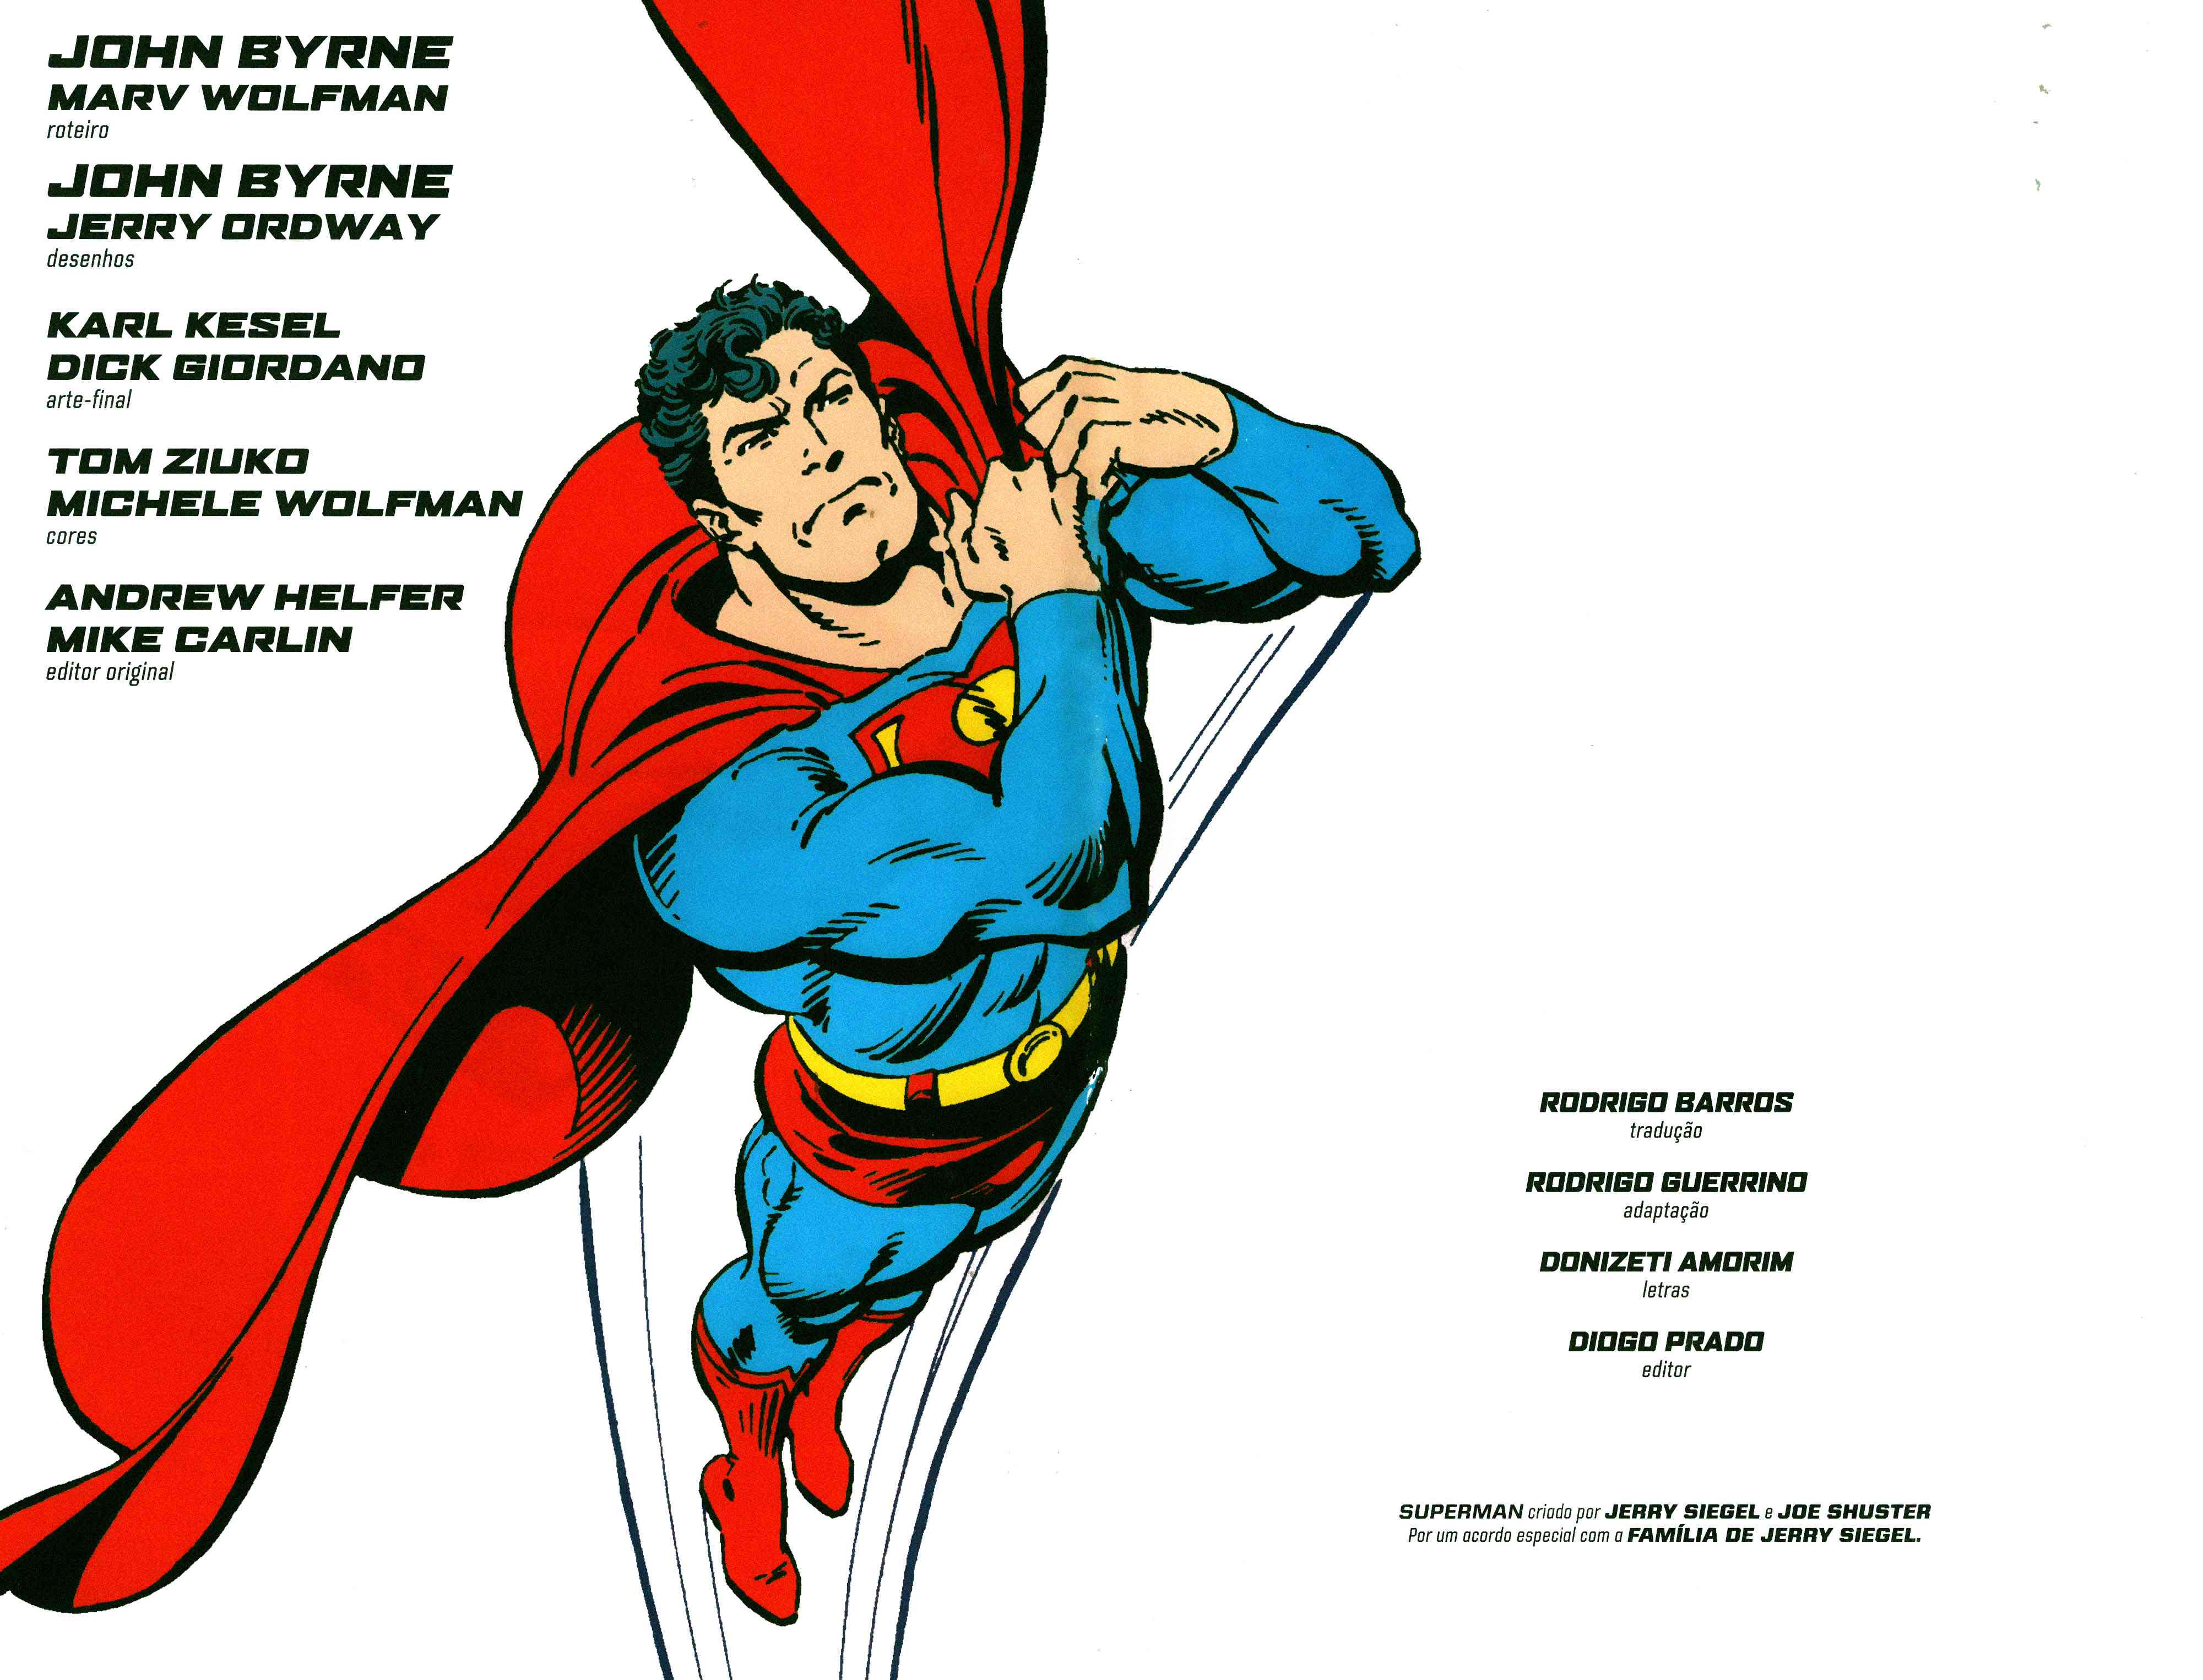 JOHN BYRNE
MARV WOLFMAN
roteiro
JOHN BYRNE
JERRY ORDWAY
desenhos
KARL KESEL
DICK GIORDANO
arte-final
TOM ZIUKO
MICHELE WOLFMAN
cores
ANDREW HELFER
MIKE CARLIN
editor original
RODRIGO BARROS
tradução
RODRIGO GUERRINO
adaptação
DONIZETI AMORIM
letras
DIOGO PRADO
editor
SUPERMAN criado por JERRY SIEGEL e JOE SHUSTER
Por um acordo especial com a FAMÍLIA DE JERRY SIEGEL.